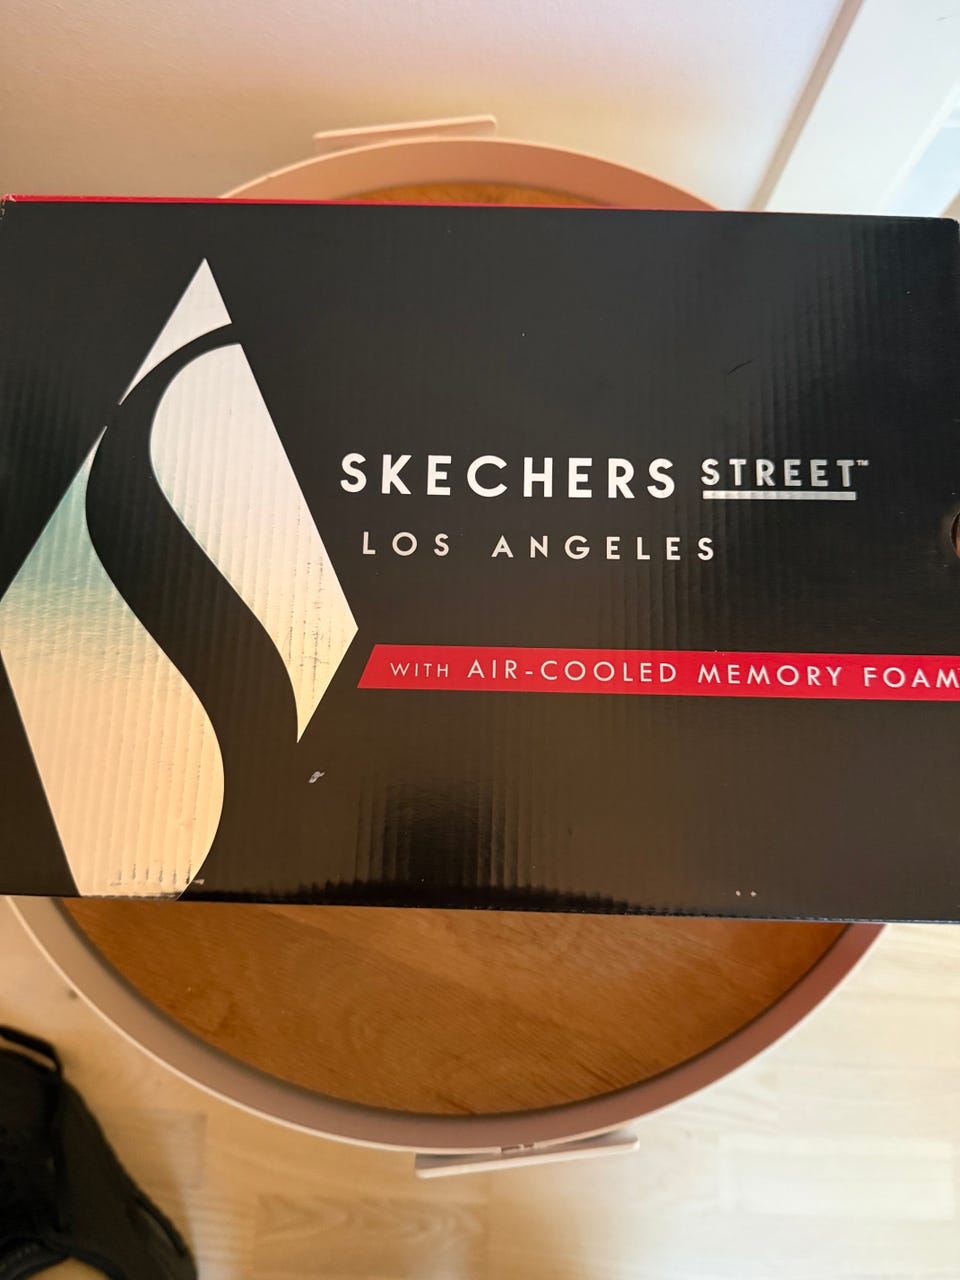 SKECHERS STREET™
LOS ANGELES
WITH AIR-COOLED MEMORY FOAM